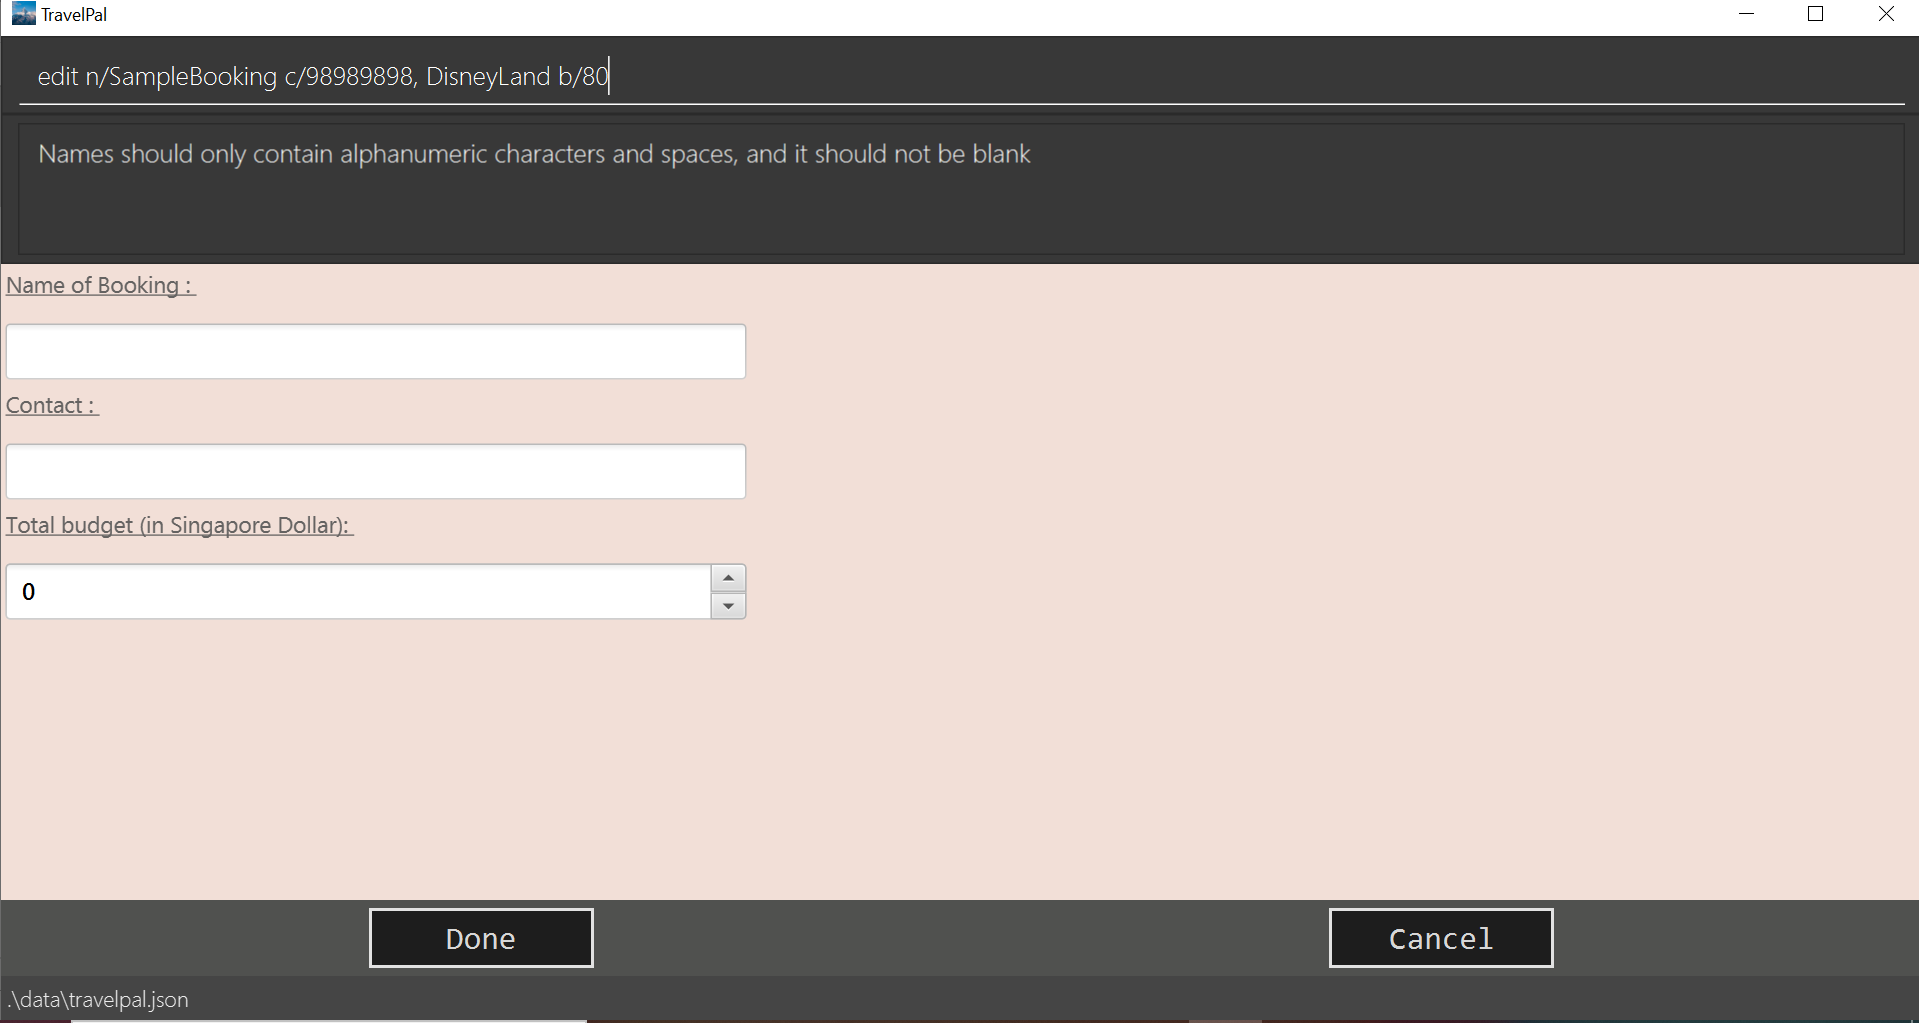 TravelPal
edit n/SampleBooking c/98989898, DisneyLand b/80
Names should only contain alphanumeric characters and spaces, and it should not be blank
Name of Booking :
Contact :
Total budget (in Singapore Dollar):
0
Done Cancel
.\data\travelpal.json